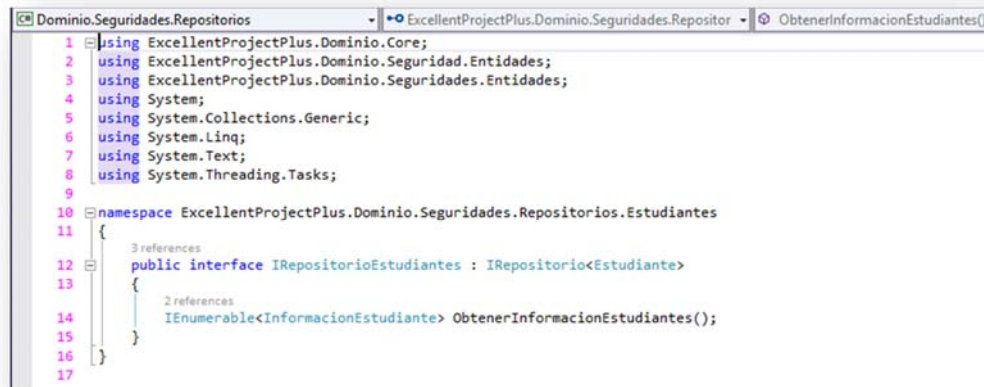 C# Dominio.Seguridades.Repositorios ExcellentProjectPlus.Dominio.Seguridades.Repositor ObtenerInformacionEstudiantes()
1 using ExcellentProjectPlus.Dominio.Core;
2 using ExcellentProjectPlus.Dominio.Seguridad.Entidades;
3 using ExcellentProjectPlus.Dominio.Seguridades.Entidades;
4 using System;
5 using System.Collections.Generic;
6 using System.Linq;
7 using System.Text;
8 using System.Threading.Tasks;
9
10 namespace ExcellentProjectPlus.Dominio.Seguridades.Repositorios.Estudiantes
11 {
3 references
12 public interface IRepositorioEstudiantes : IRepositorio<Estudiante>
13 {
2 references
14 IEnumerable<InformacionEstudiante> ObtenerInformacionEstudiantes();
15 }
16 }
17